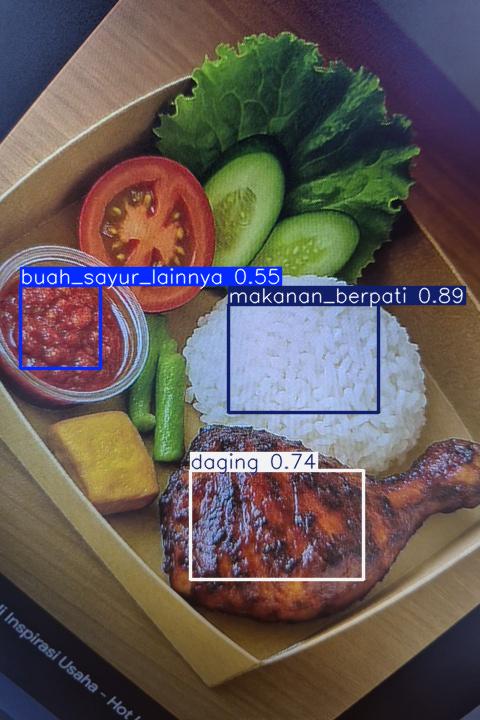 buah_sayur_lainnya 0.55
makanan_berpati 0.89
daging 0.74
Inspirasi Usaha - Hot